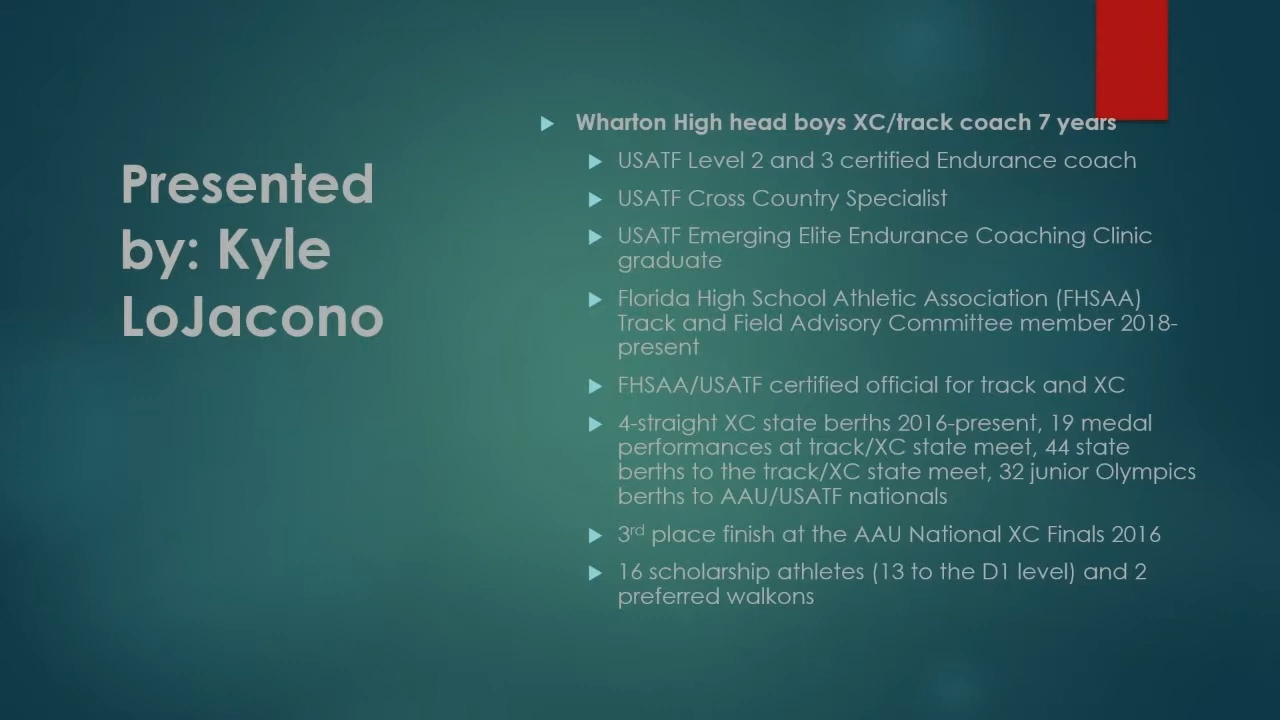 Presented
by: Kyle
LoJacono
Wharton High head boys XC/track coach 7 years
USATF Level 2 and 3 certified Endurance coach
USATF Cross Country Specialist
USATF Emerging Elite Endurance Coaching Clinic
graduate
Florida High School Athletic Association (FHSAA)
Track and Field Advisory Committee member 2018-
present
FHSAA/USATF certified official for track and XC
4-straight XC state berths 2016-present, 19 medal
performances at track/XC state meet, 44 state
berths to the track/XC state meet, 32 junior Olympics
berths to AAU/USATF nationals
3rd place finish at the AAU National XC Finals 2016
16 scholarship athletes (13 to the D1 level) and 2
preferred walkons